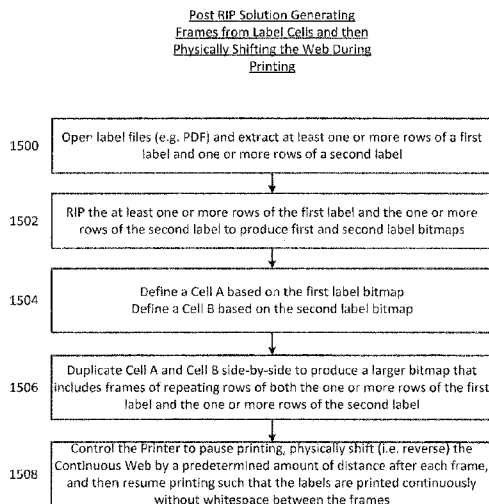 Post RIP Solution Generating
Frames from Label Cells and then
Physically Shifting the Web During
Printing
1500
Open label files (e.g. PDF) and extract at least one or more rows of a first
label and one or more rows of a second label
1502
RIP the at least one or more rows of the first label and the one or more
rows of the second label to produce first and second label bitmaps
1504
Define a Cell A based on the first label bitmap
Define a Cell B based on the second label bitmap
1506
Duplicate Cell A and Cell B side-by-side to produce a larger bitmap that
includes frames of repeating rows of both the one or more rows of the first
label and the one or more rows of the second label
1508
Control the Printer to pause printing, physically shift (i.e. reverse) the
Continuous Web by a predetermined amount of distance after each frame,
and then resume printing such that the labels are printed continuously
without whitespace between the frames